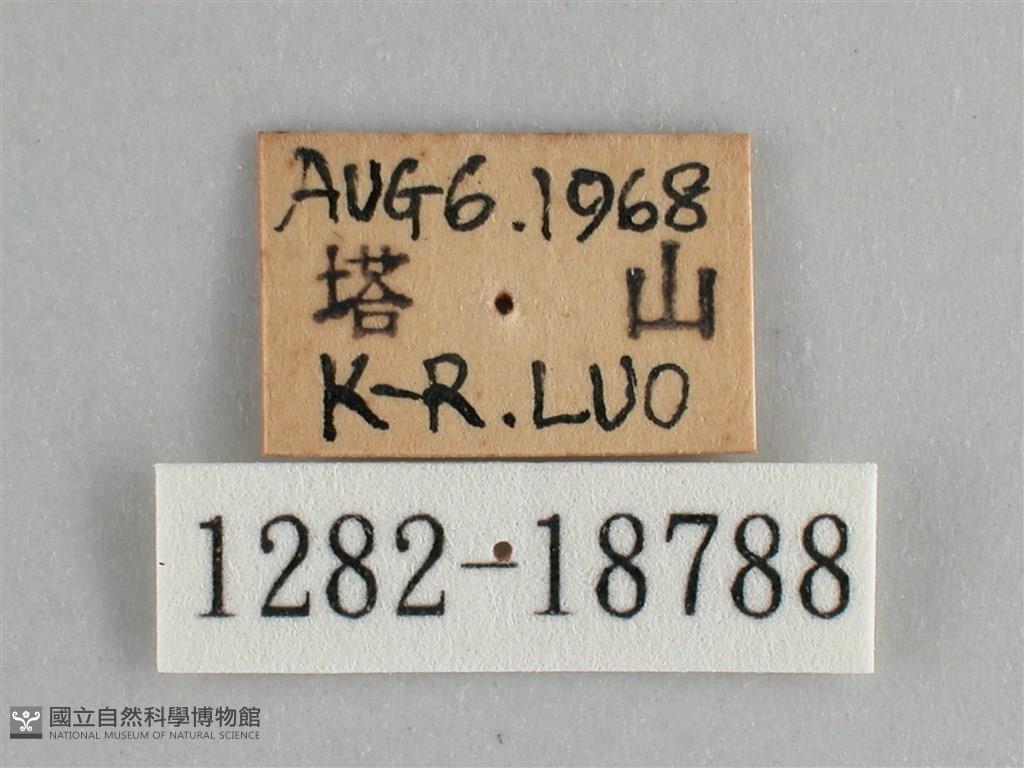 AUG6.1968
塔 山
K-R.LUO
1282-18788
國立自然科學博物館
NATIONAL MUSEUM OF NATURAL SCIENCE